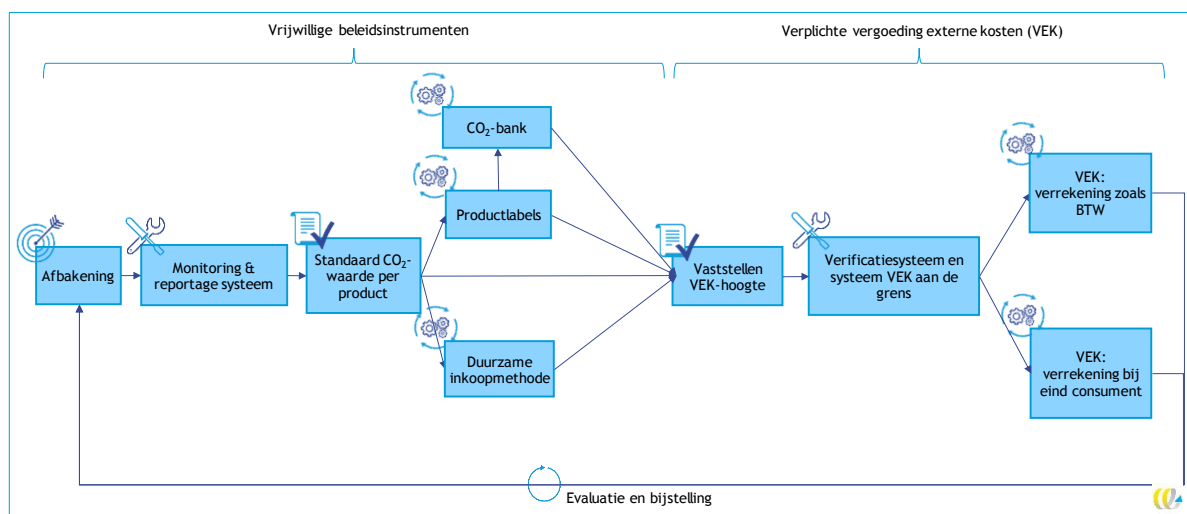 Vrijwillige beleidsinstrumenten
Verplichte vergoeding externe kosten (VEK)
CO₂-bank
Productlabels
Afbakening
Monitoring &
reportage systeem
Standaard CO₂-
waarde per
product
Duurzame
inkoopmethode
Vaststellen
VEK-hoogte
Verificatiesysteem en
systeem VEK aan de
grens
VEK:
verrekening zoals
BTW
VEK:
verrekening bij
eind consument
Evaluatie en bijstelling